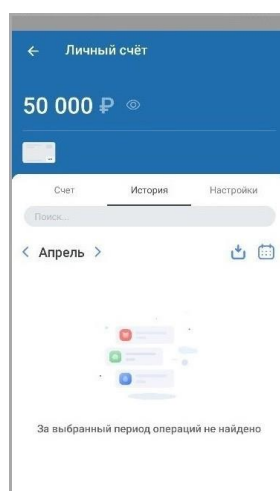 Личный счёт
50 000 ₽
Счет История Настройки
Поиск...
Апрель
За выбранный период операций не найдено